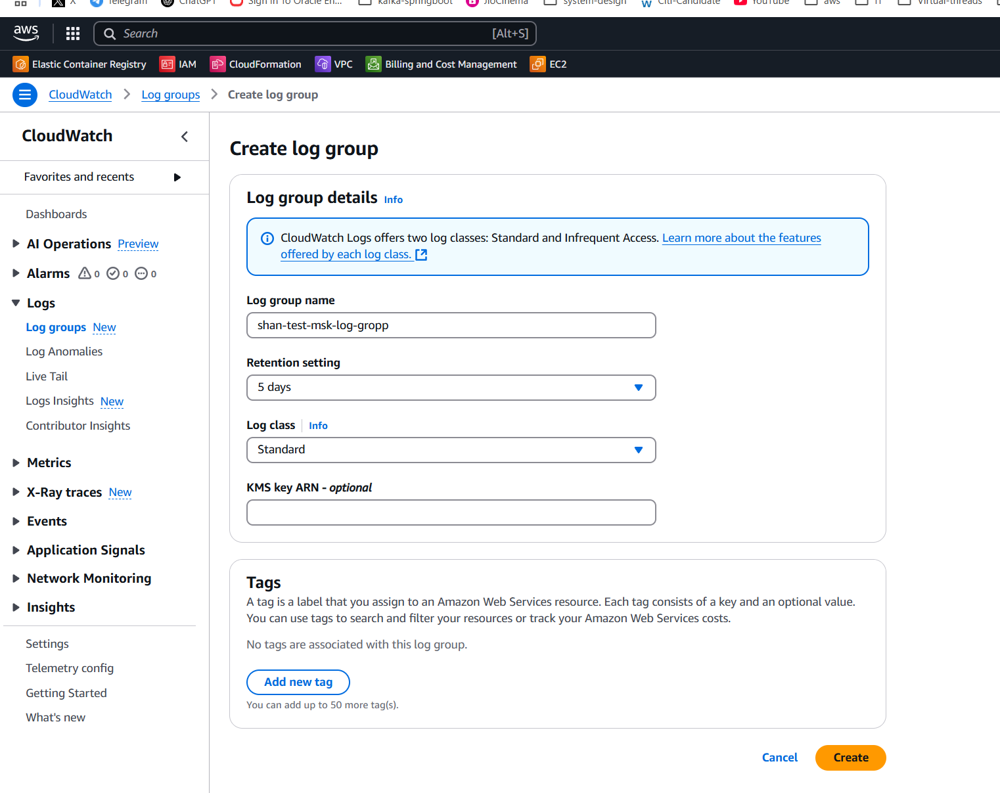 X Telegram ChatGPT Sign In To Oracle En... kafka-springboot JioCinema system-design Citi-Candidate YouTube aws IT Virtual-threads
aws Search [Alt+S]
Elastic Container Registry IAM CloudFormation VPC Billing and Cost Management EC2
CloudWatch > Log groups > Create log group
CloudWatch
Favorites and recents
Dashboards
AI Operations Preview
Alarms 0 0 0
Logs
Log groups New
Log Anomalies
Live Tail
Logs Insights New
Contributor Insights
Metrics
X-Ray traces New
Events
Application Signals
Network Monitoring
Insights
Settings
Telemetry config
Getting Started
What's new
Create log group
Log group details Info
CloudWatch Logs offers two log classes: Standard and Infrequent Access. Learn more about the features
offered by each log class.
Log group name
shan-test-msk-log-gropp
Retention setting
5 days
Log class Info
Standard
KMS key ARN - optional
Tags
A tag is a label that you assign to an Amazon Web Services resource. Each tag consists of a key and an optional value.
You can use tags to search and filter your resources or track your Amazon Web Services costs.
No tags are associated with this log group.
Add new tag
You can add up to 50 more tag(s).
Cancel Create